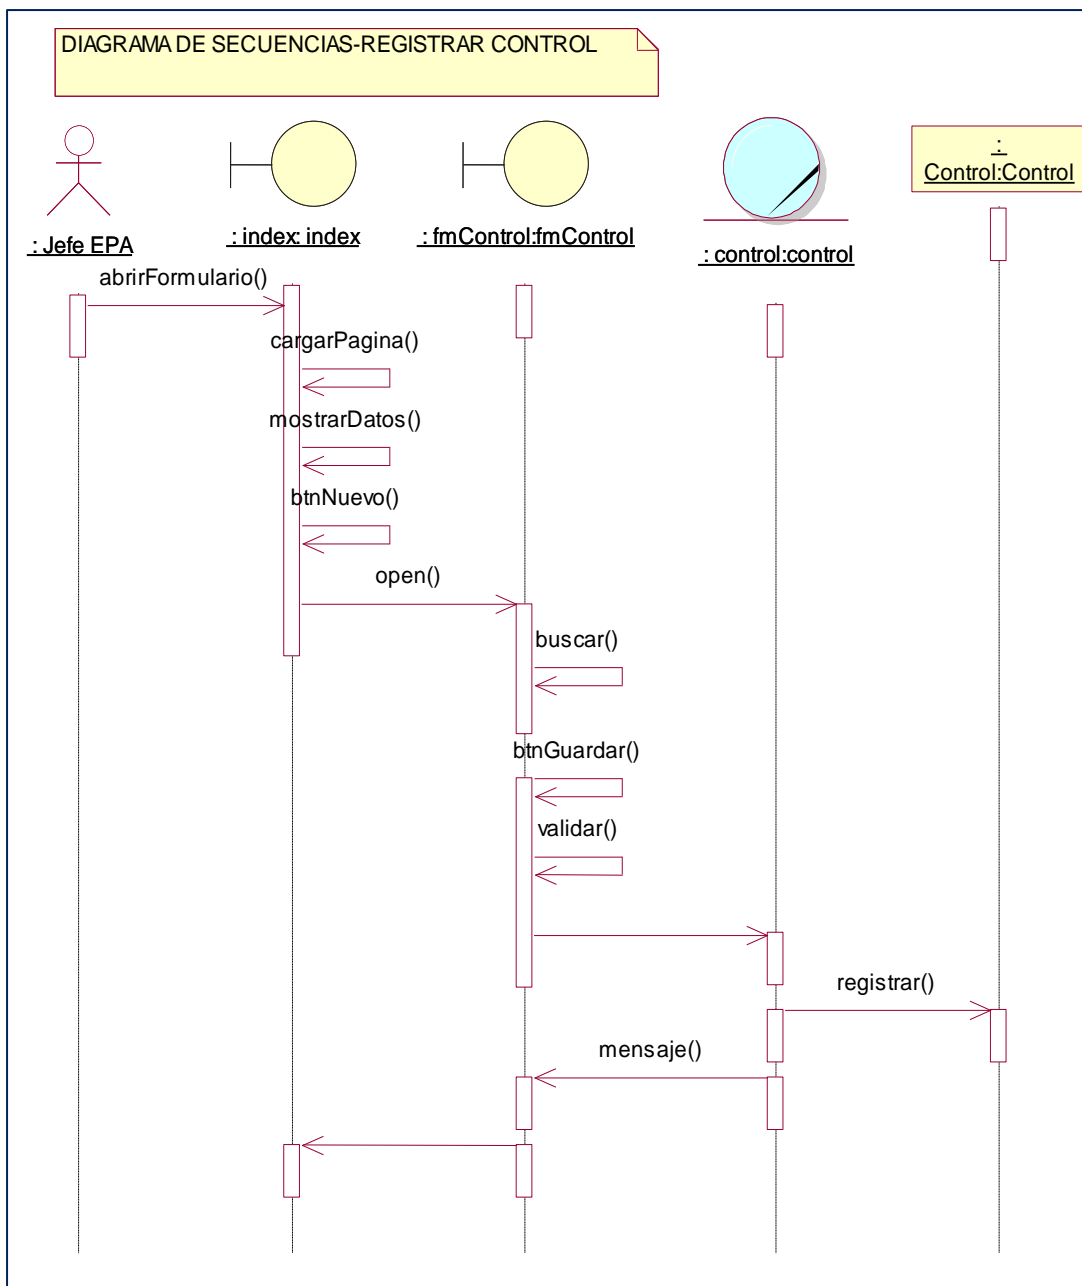 DIAGRAMA DE SECUENCIAS-REGISTRAR CONTROL
: Jefe EPA
: index: index
: fmControl:fmControl
: control:control
:
Control:Control
abrirFormulario()
cargarPagina()
mostrarDatos()
btnNuevo()
open()
buscar()
btnGuardar()
validar()
registrar()
mensaje()